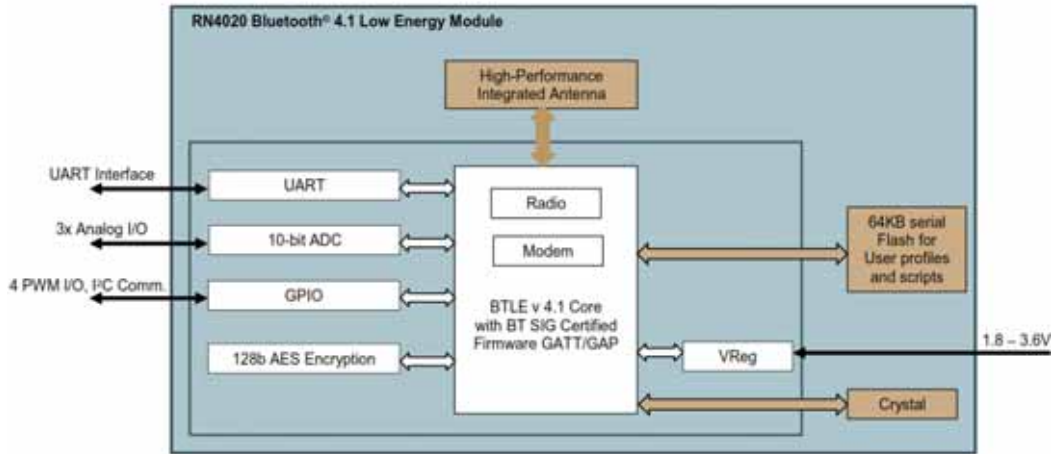 RN4020 Bluetooth® 4.1 Low Energy Module
High-Performance
Integrated Antenna
UART Interface
UART
3x Analog I/O
10-bit ADC
4 PWM I/O, I²C Comm.
GPIO
128b AES Encryption
Radio
Modem
BTLE v 4.1 Core
with BT SIG Certified
Firmware GATT/GAP
64KB serial
Flash for
User profiles
and scripts
VReg
1.8 – 3.6V
Crystal